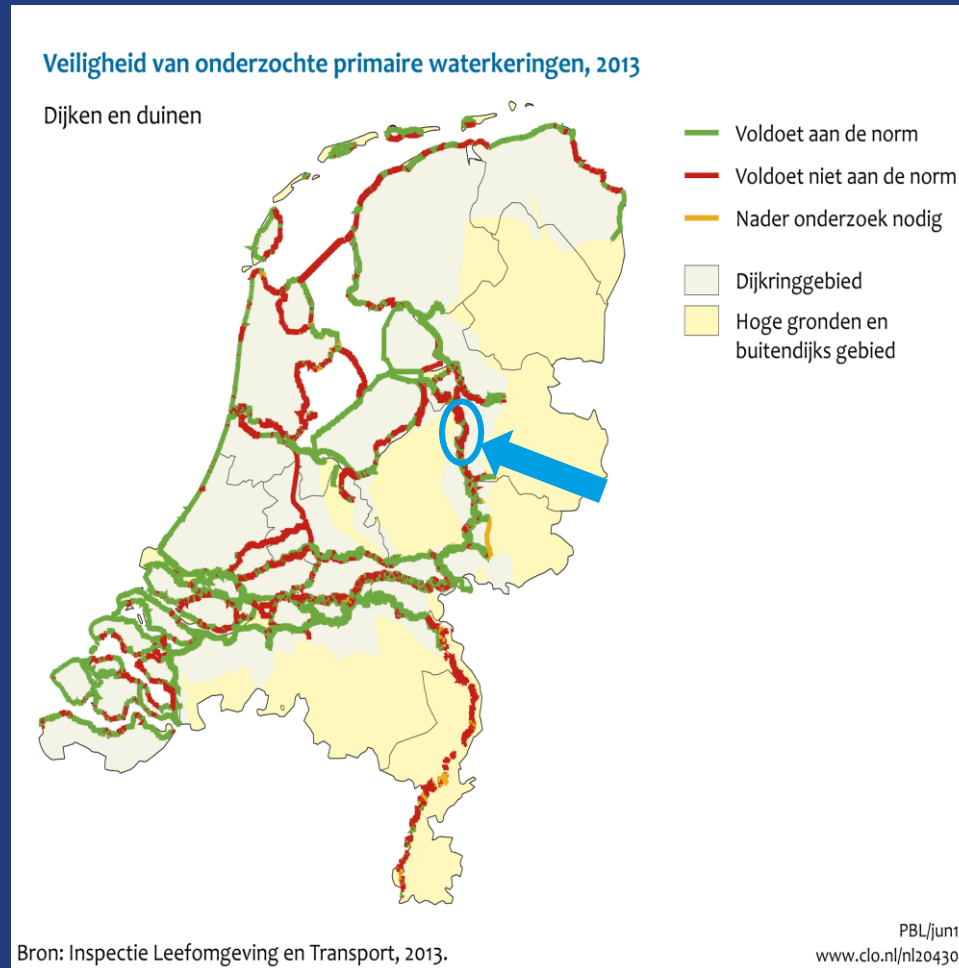 Veiligheid van onderzochte primaire waterkeringen, 2013
Dijken en duinen
Voldoet aan de norm
Voldoet niet aan de norm
Nader onderzoek nodig
Dijkringgebied
Hoge gronden en
buitendijks gebied
Bron: Inspectie Leefomgeving en Transport, 2013.
PBL/jun1
www.clo.nl/nl20430